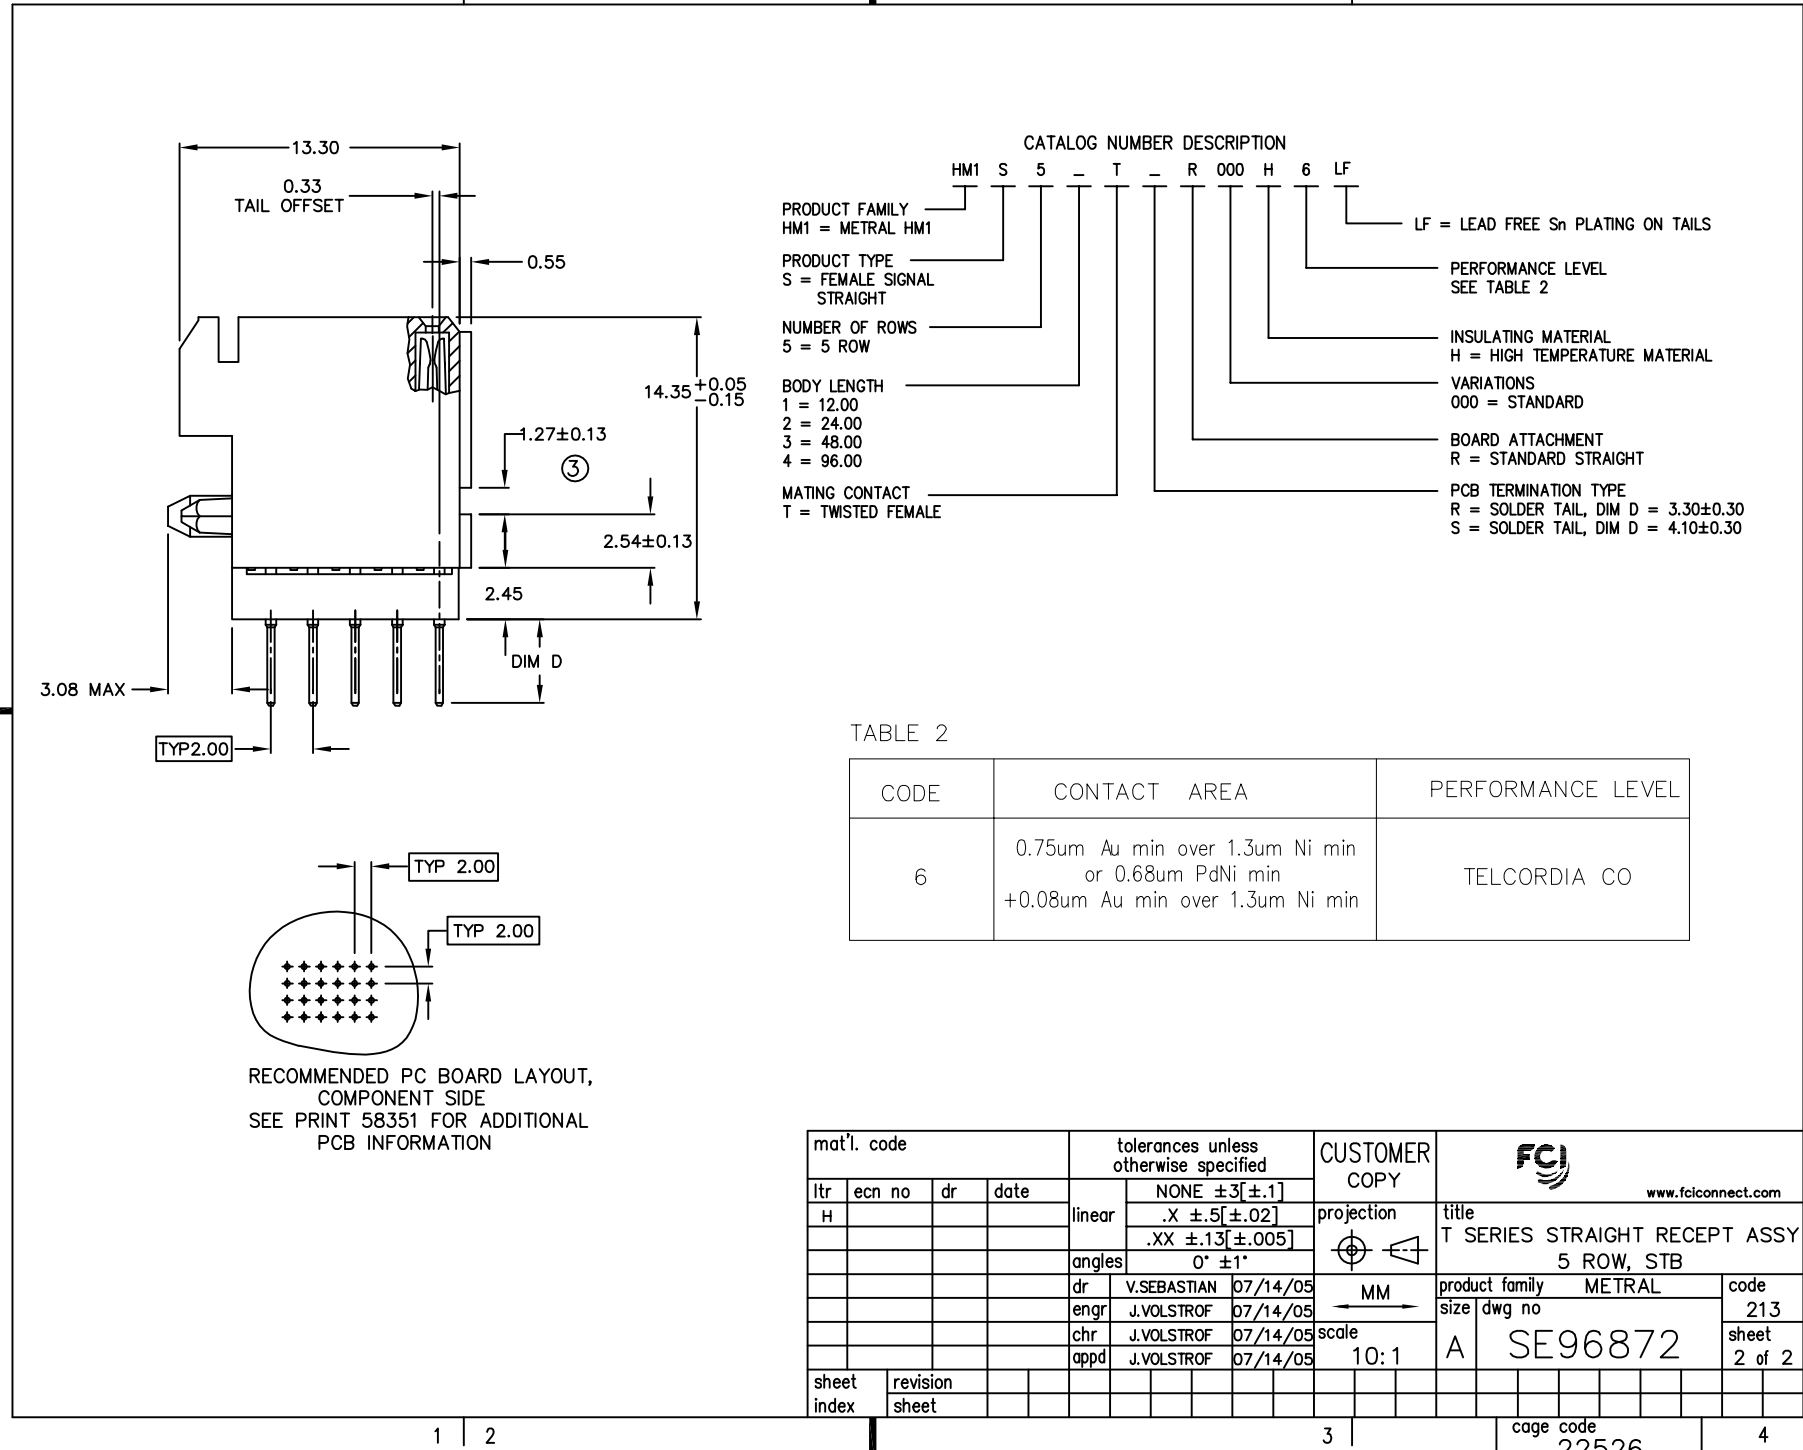 13.30
0.33
TAIL OFFSET
0.55
14.35 +0.05
-0.15
1.27±0.13
3
2.54±0.13
2.45
DIM D
3.08 MAX
TYP2.00
CATALOG NUMBER DESCRIPTION
HM1 S 5 _ T _ R 000 H 6 LF
PRODUCT FAMILY
HM1 = METRAL HM1
PRODUCT TYPE
S = FEMALE SIGNAL
STRAIGHT
NUMBER OF ROWS
5 = 5 ROW
BODY LENGTH
1 = 12.00
2 = 24.00
3 = 48.00
4 = 96.00
MATING CONTACT
T = TWISTED FEMALE
LF = LEAD FREE Sn PLATING ON TAILS
PERFORMANCE LEVEL
SEE TABLE 2
INSULATING MATERIAL
H = HIGH TEMPERATURE MATERIAL
VARIATIONS
000 = STANDARD
BOARD ATTACHMENT
R = STANDARD STRAIGHT
PCB TERMINATION TYPE
R = SOLDER TAIL, DIM D = 3.30±0.30
S = SOLDER TAIL, DIM D = 4.10±0.30
TABLE 2
CODE CONTACT AREA PERFORMANCE LEVEL
0.75um Au min over 1.3um Ni min
6 or 0.68um PdNi min TELCORDIA CO
+0.08um Au min over 1.3um Ni min
TYP 2.00
TYP 2.00
RECOMMENDED PC BOARD LAYOUT,
COMPONENT SIDE
SEE PRINT 58351 FOR ADDITIONAL
PCB INFORMATION
mat'l. code
ltr ecn no dr date
H
tolerances unless
otherwise specified
linear
NONE ±3[±.1]
.X ±.5[±.02]
.XX ±.13[±.005]
angles 0° ±1°
dr V.SEBASTIAN 07/14/05
engr J.VOLSTROF 07/14/05
chr J.VOLSTROF 07/14/05
appd J.VOLSTROF 07/14/05
CUSTOMER
COPY
projection
MM
scale
10:1
FCI
www.fciconnect.com
title
T SERIES STRAIGHT RECEPT ASSY
5 ROW, STB
product family METRAL
code
213
size dwg no
A SE96872
sheet
2 of 2
sheet
index
revision
sheet
1 2 3 4
cage code
22526